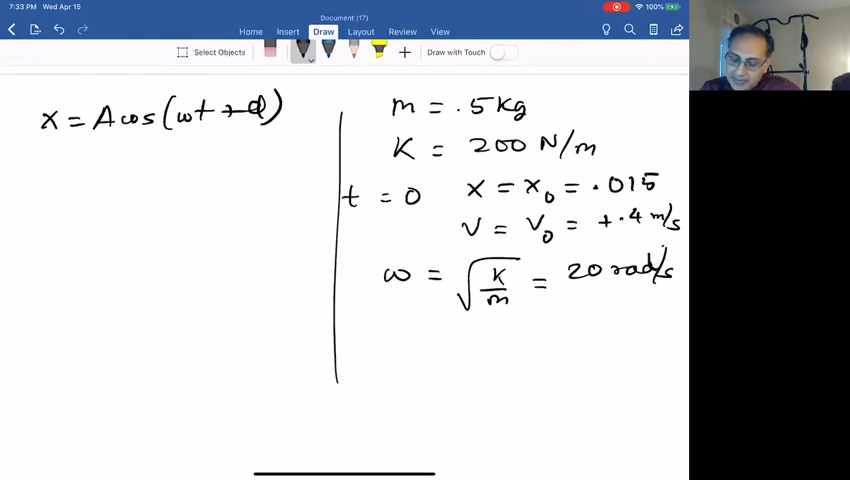 7:33 PM Wed Apr 15
100%
Document (17)
Home Insert Draw Layout Review View
Select Objects
Draw with Touch
x = A cos (ωt + φ)
m = .5 kg
K = 200 N/m
t = 0 x = x₀ = .015
v = v₀ = +.4 m/s
ω = √(K/m) = 20 rad/s